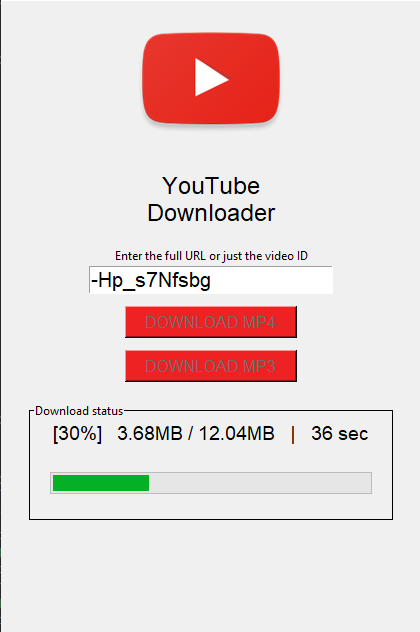 YouTube
Downloader
Enter the full URL or just the video ID
-Hp_s7Nfsbg
DOWNLOAD MP4
DOWNLOAD MP3
Download status
[30%] 3.68MB / 12.04MB | 36 sec